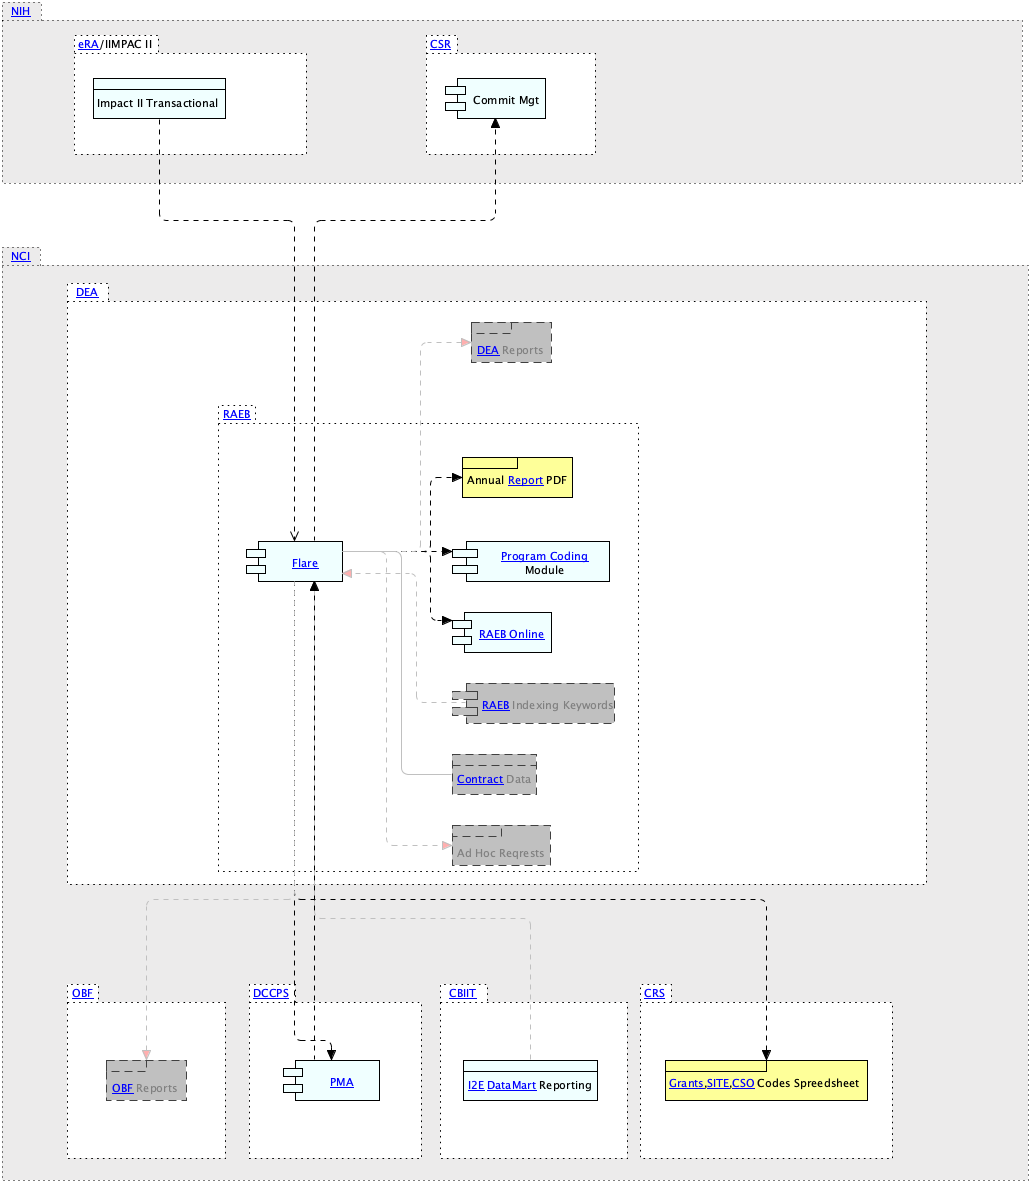 NIH
eRA/IIMPAC II
CSR
Impact II Transactional
Commit Mgt
NCI
DEA
DEA Reports
RAEB
Annual Report PDF
Flare
Program Coding
Module
RAEB Online
RAEB Indexing Keywords
Contract Data
Ad Hoc Reqrests
OBF
DCCPS
CBIIT
CRS
OBF Reports
PMA
I2E DataMart Reporting
Grants,SITE,CSO Codes Spreedsheet